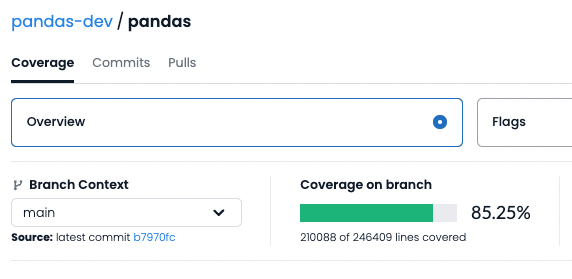 pandas-dev / pandas
Coverage Commits Pulls
Overview
Flags
Branch Context
main
Source: latest commit b7970fc
Coverage on branch
85.25%
210088 of 246409 lines covered